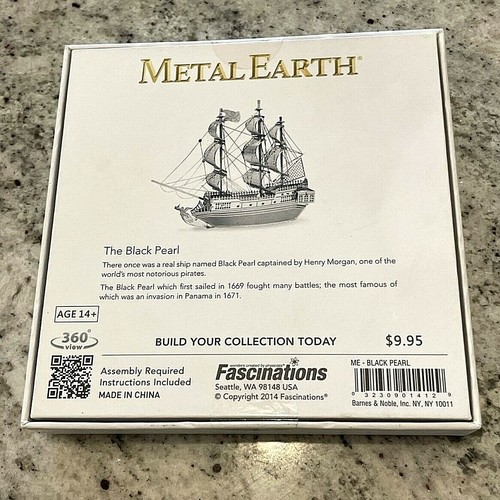 METAL EARTH®
The Black Pearl
There once was a real ship named Black Pearl captained by Henry Morgan, one of the
world's most notorious pirates.
The Black Pearl which first sailed in 1669 fought many battles; the most famous of
which was an invasion in Panama in 1671.
AGE 14+
360°
view
BUILD YOUR COLLECTION TODAY
$9.95
Assembly Required
Instructions Included
MADE IN CHINA
Fascinations
Seattle, WA 98148 USA
© Copyright 2014 Fascinations®
ME - BLACK PEARL
0 32309 01412 9
Barnes & Noble, Inc. NY, NY 10011